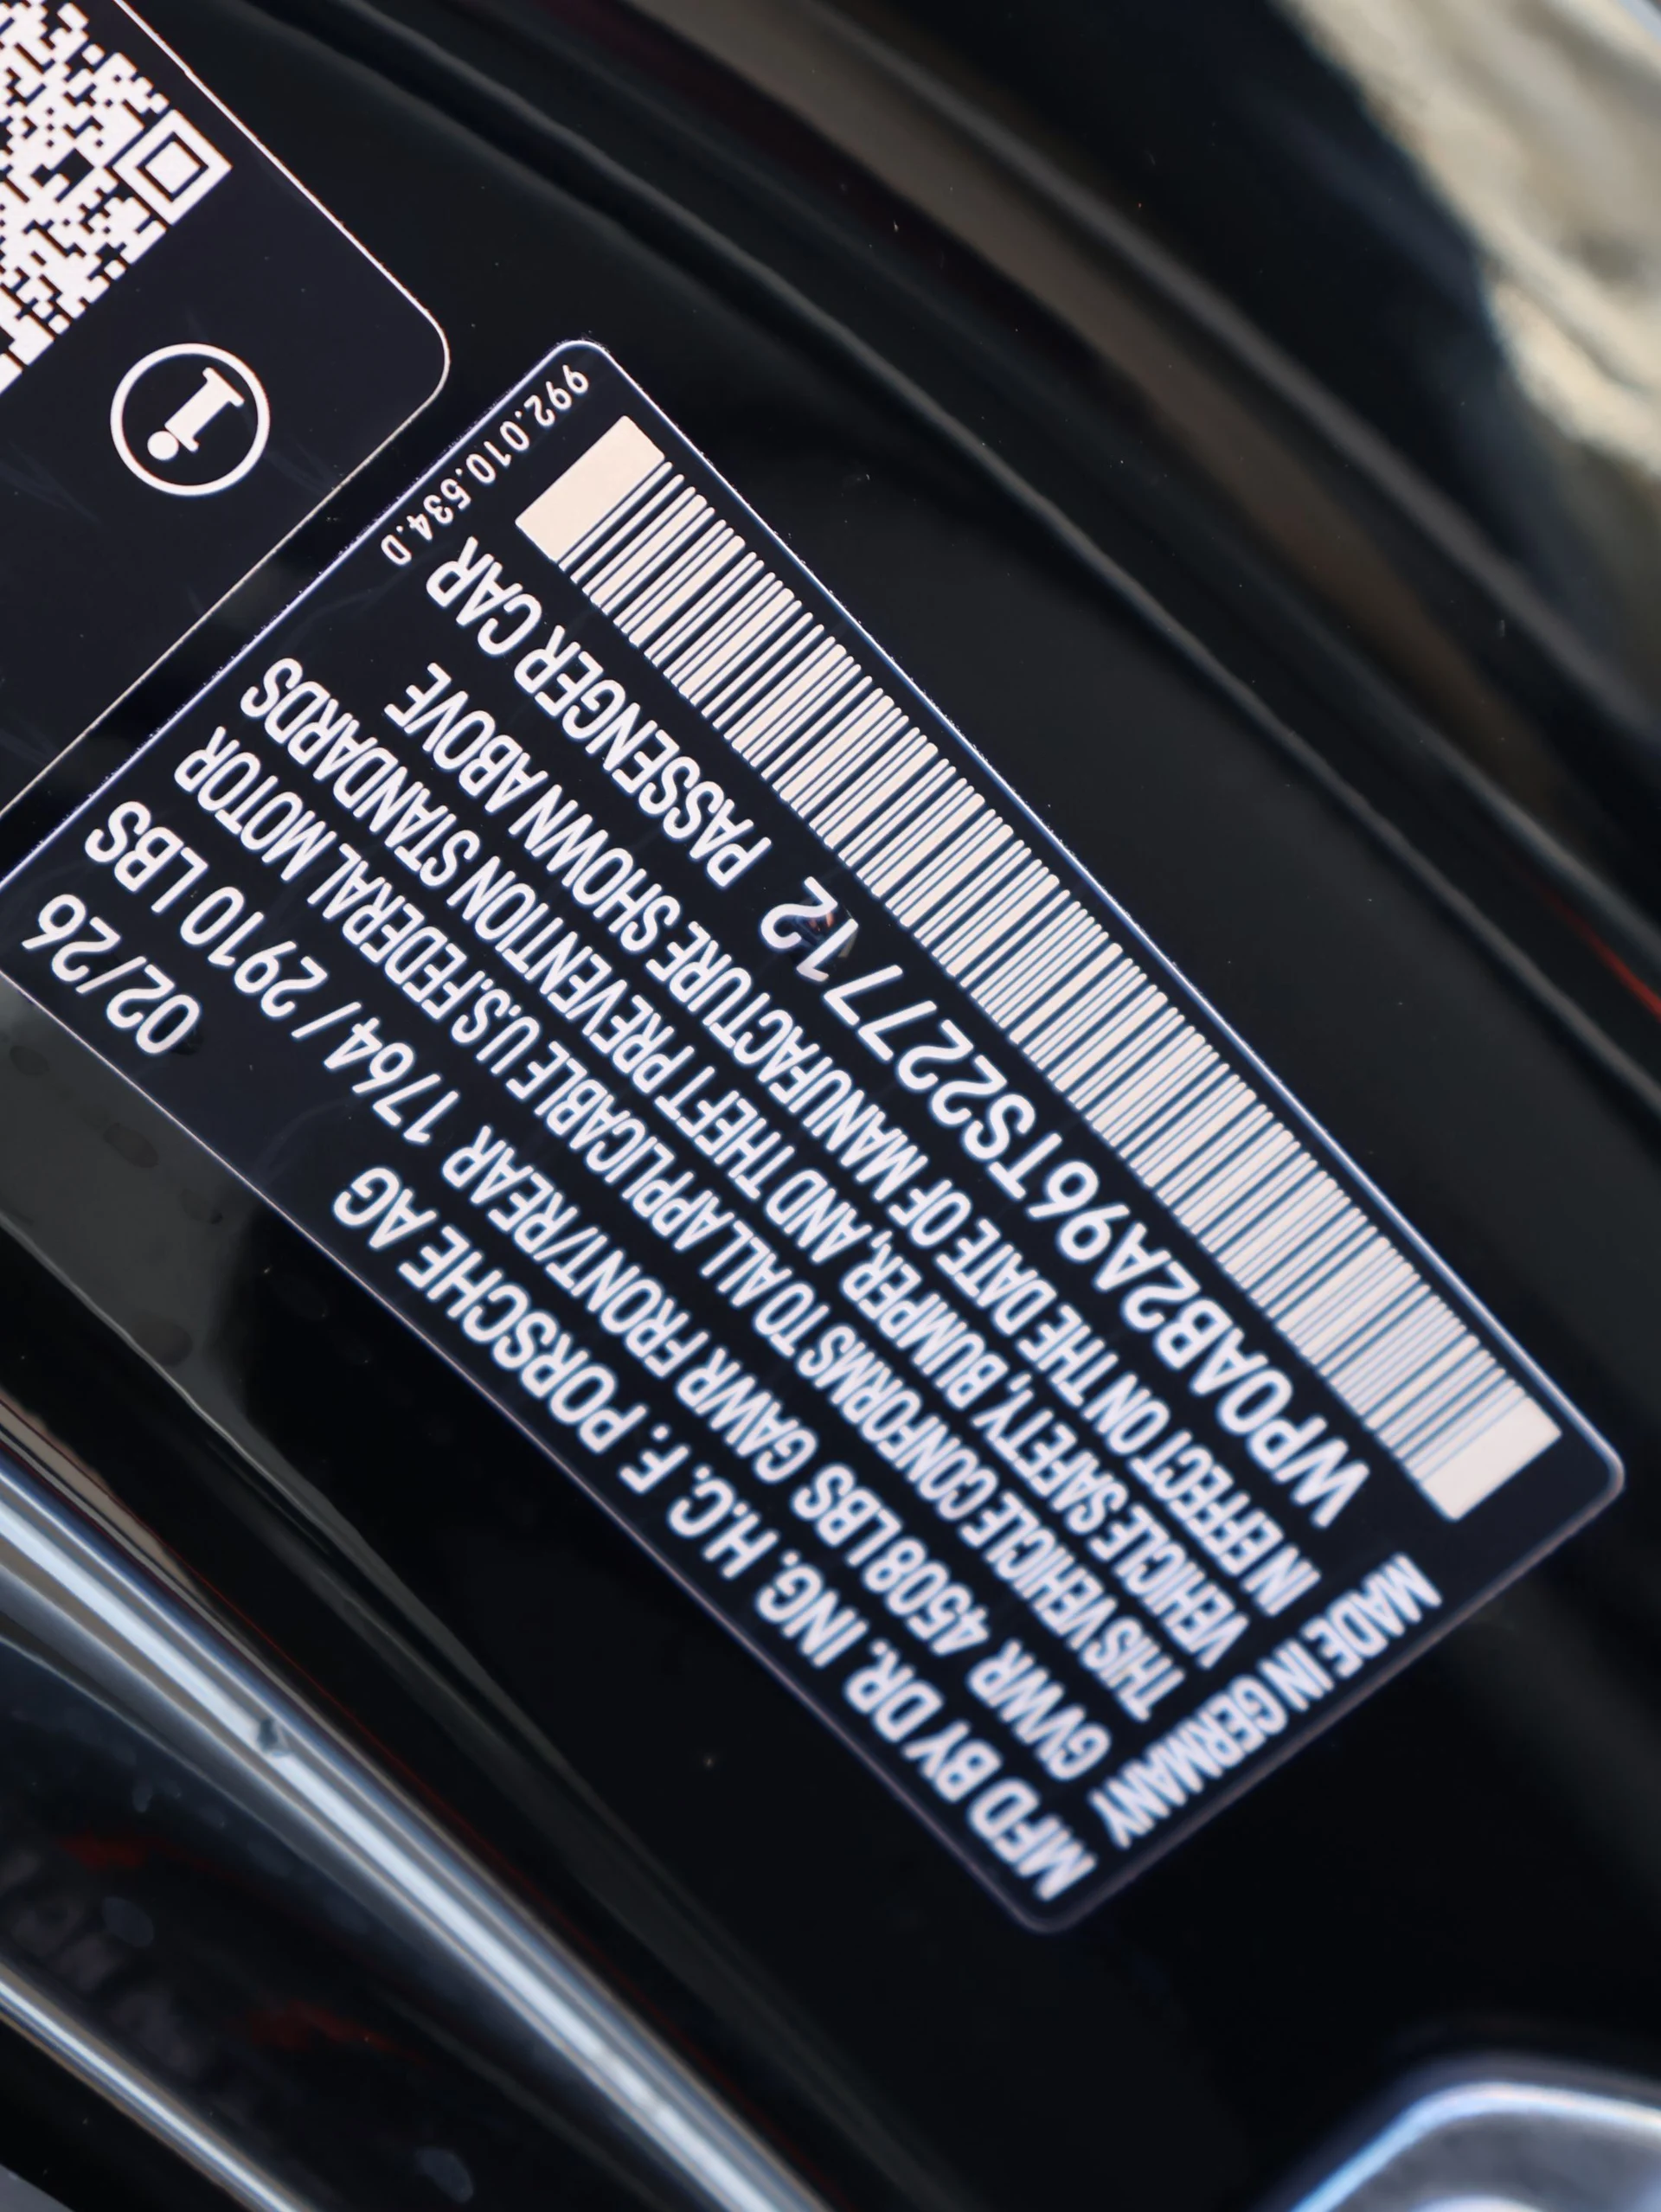 MFD BY DR. ING. H.C. F. PORSCHE AG 02/26
GVWR 4508 LBS GAWR FRONT/REAR 1764 / 2910 LBS
THIS VEHICLE CONFORMS TO ALL APPLICABLE U.S. FEDERAL MOTOR
VEHICLE SAFETY, BUMPER, AND THEFT PREVENTION STANDARDS
IN EFFECT ON THE DATE OF MANUFACTURE SHOWN ABOVE
WP0AB2A96TS227712 PASSENGER CAR
MADE IN GERMANY
992.010.534.D
i